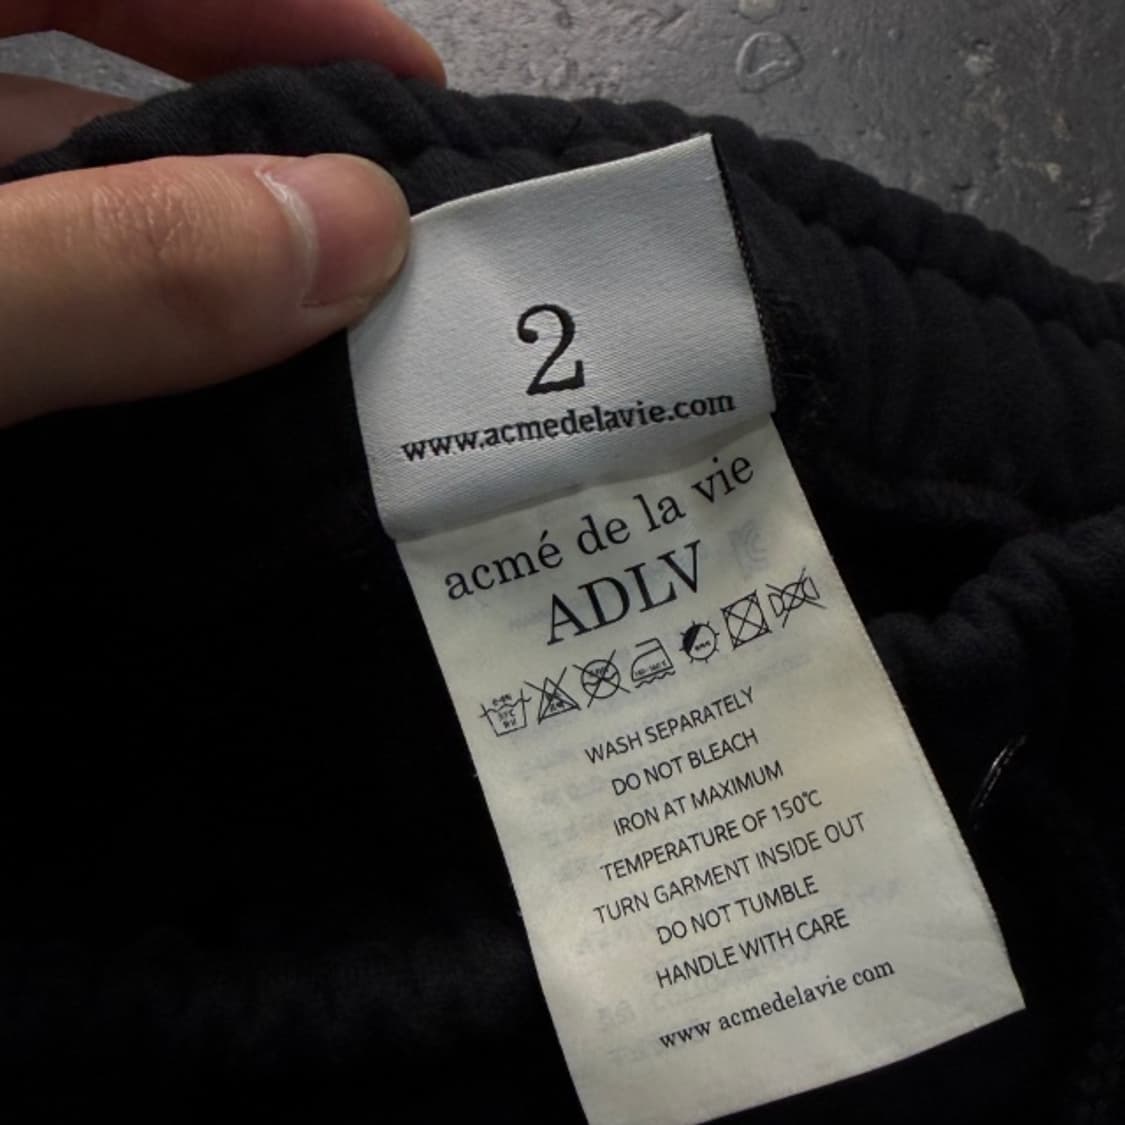 2
www.acmedelavie.com
acmé de la vie
ADLV
WASH SEPARATELY
DO NOT BLEACH
IRON AT MAXIMUM
TEMPERATURE OF 150℃
TURN GARMENT INSIDE OUT
DO NOT TUMBLE
HANDLE WITH CARE
www acmedelavie com